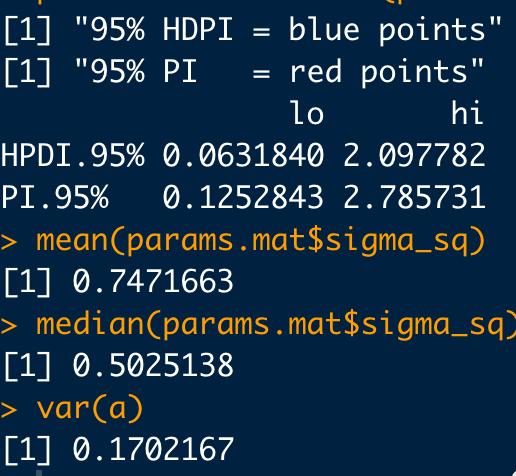 [1] "95% HDPI = blue points"
[1] "95% PI   = red points"
                lo       hi
HPDI.95% 0.0631840 2.097782
PI.95%   0.1252843 2.785731
> mean(params.mat$sigma_sq)
[1] 0.7471663
> median(params.mat$sigma_sq)
[1] 0.5025138
> var(a)
[1] 0.1702167